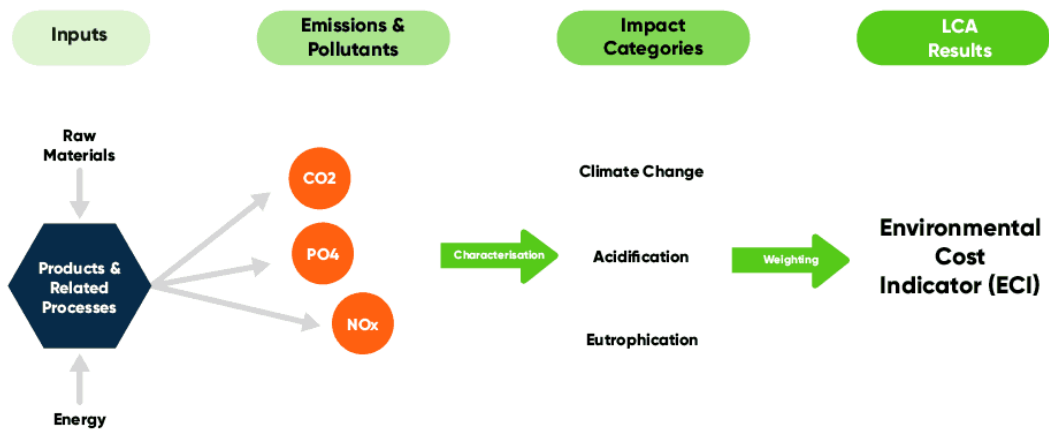 Inputs
Emissions &
Pollutants
Impact
Categories
LCA
Results
Raw
Materials
Products &
Related
Processes
Energy
CO2
PO4
NOx
Characterisation
Climate Change
Acidification
Eutrophication
Weighting
Environmental
Cost
Indicator (ECI)